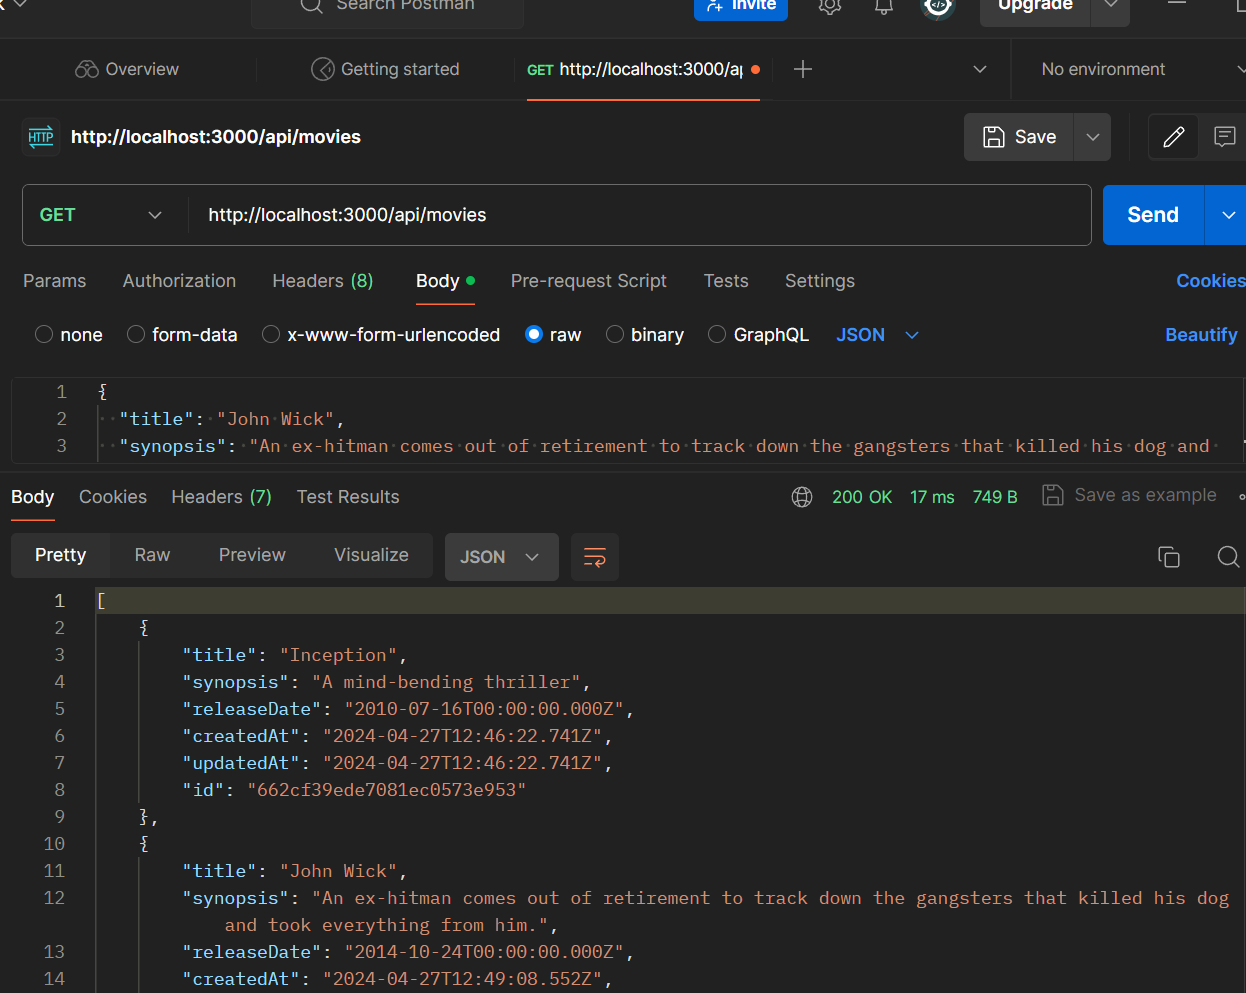 Search Postman
Invite
Upgrade
Overview
Getting started
GET http://localhost:3000/ap
No environment
HTTP
http://localhost:3000/api/movies
Save
GET
http://localhost:3000/api/movies
Send
Params
Authorization
Headers (8)
Body
Pre-request Script
Tests
Settings
Cookies
none
form-data
x-www-form-urlencoded
raw
binary
GraphQL
JSON
Beautify
1 {
2 "title": "John Wick",
3 "synopsis": "An ex-hitman comes out of retirement to track down the gangsters that killed his dog and
Body
Cookies
Headers (7)
Test Results
200 OK
17 ms
749 B
Save as example
Pretty
Raw
Preview
Visualize
JSON
1 [
2 {
3 "title": "Inception",
4 "synopsis": "A mind-bending thriller",
5 "releaseDate": "2010-07-16T00:00:00.000Z",
6 "createdAt": "2024-04-27T12:46:22.741Z",
7 "updatedAt": "2024-04-27T12:46:22.741Z",
8 "id": "662cf39ede7081ec0573e953"
9 },
10 {
11 "title": "John Wick",
12 "synopsis": "An ex-hitman comes out of retirement to track down the gangsters that killed his dog
and took everything from him.",
13 "releaseDate": "2014-10-24T00:00:00.000Z",
14 "createdAt": "2024-04-27T12:49:08.552Z",